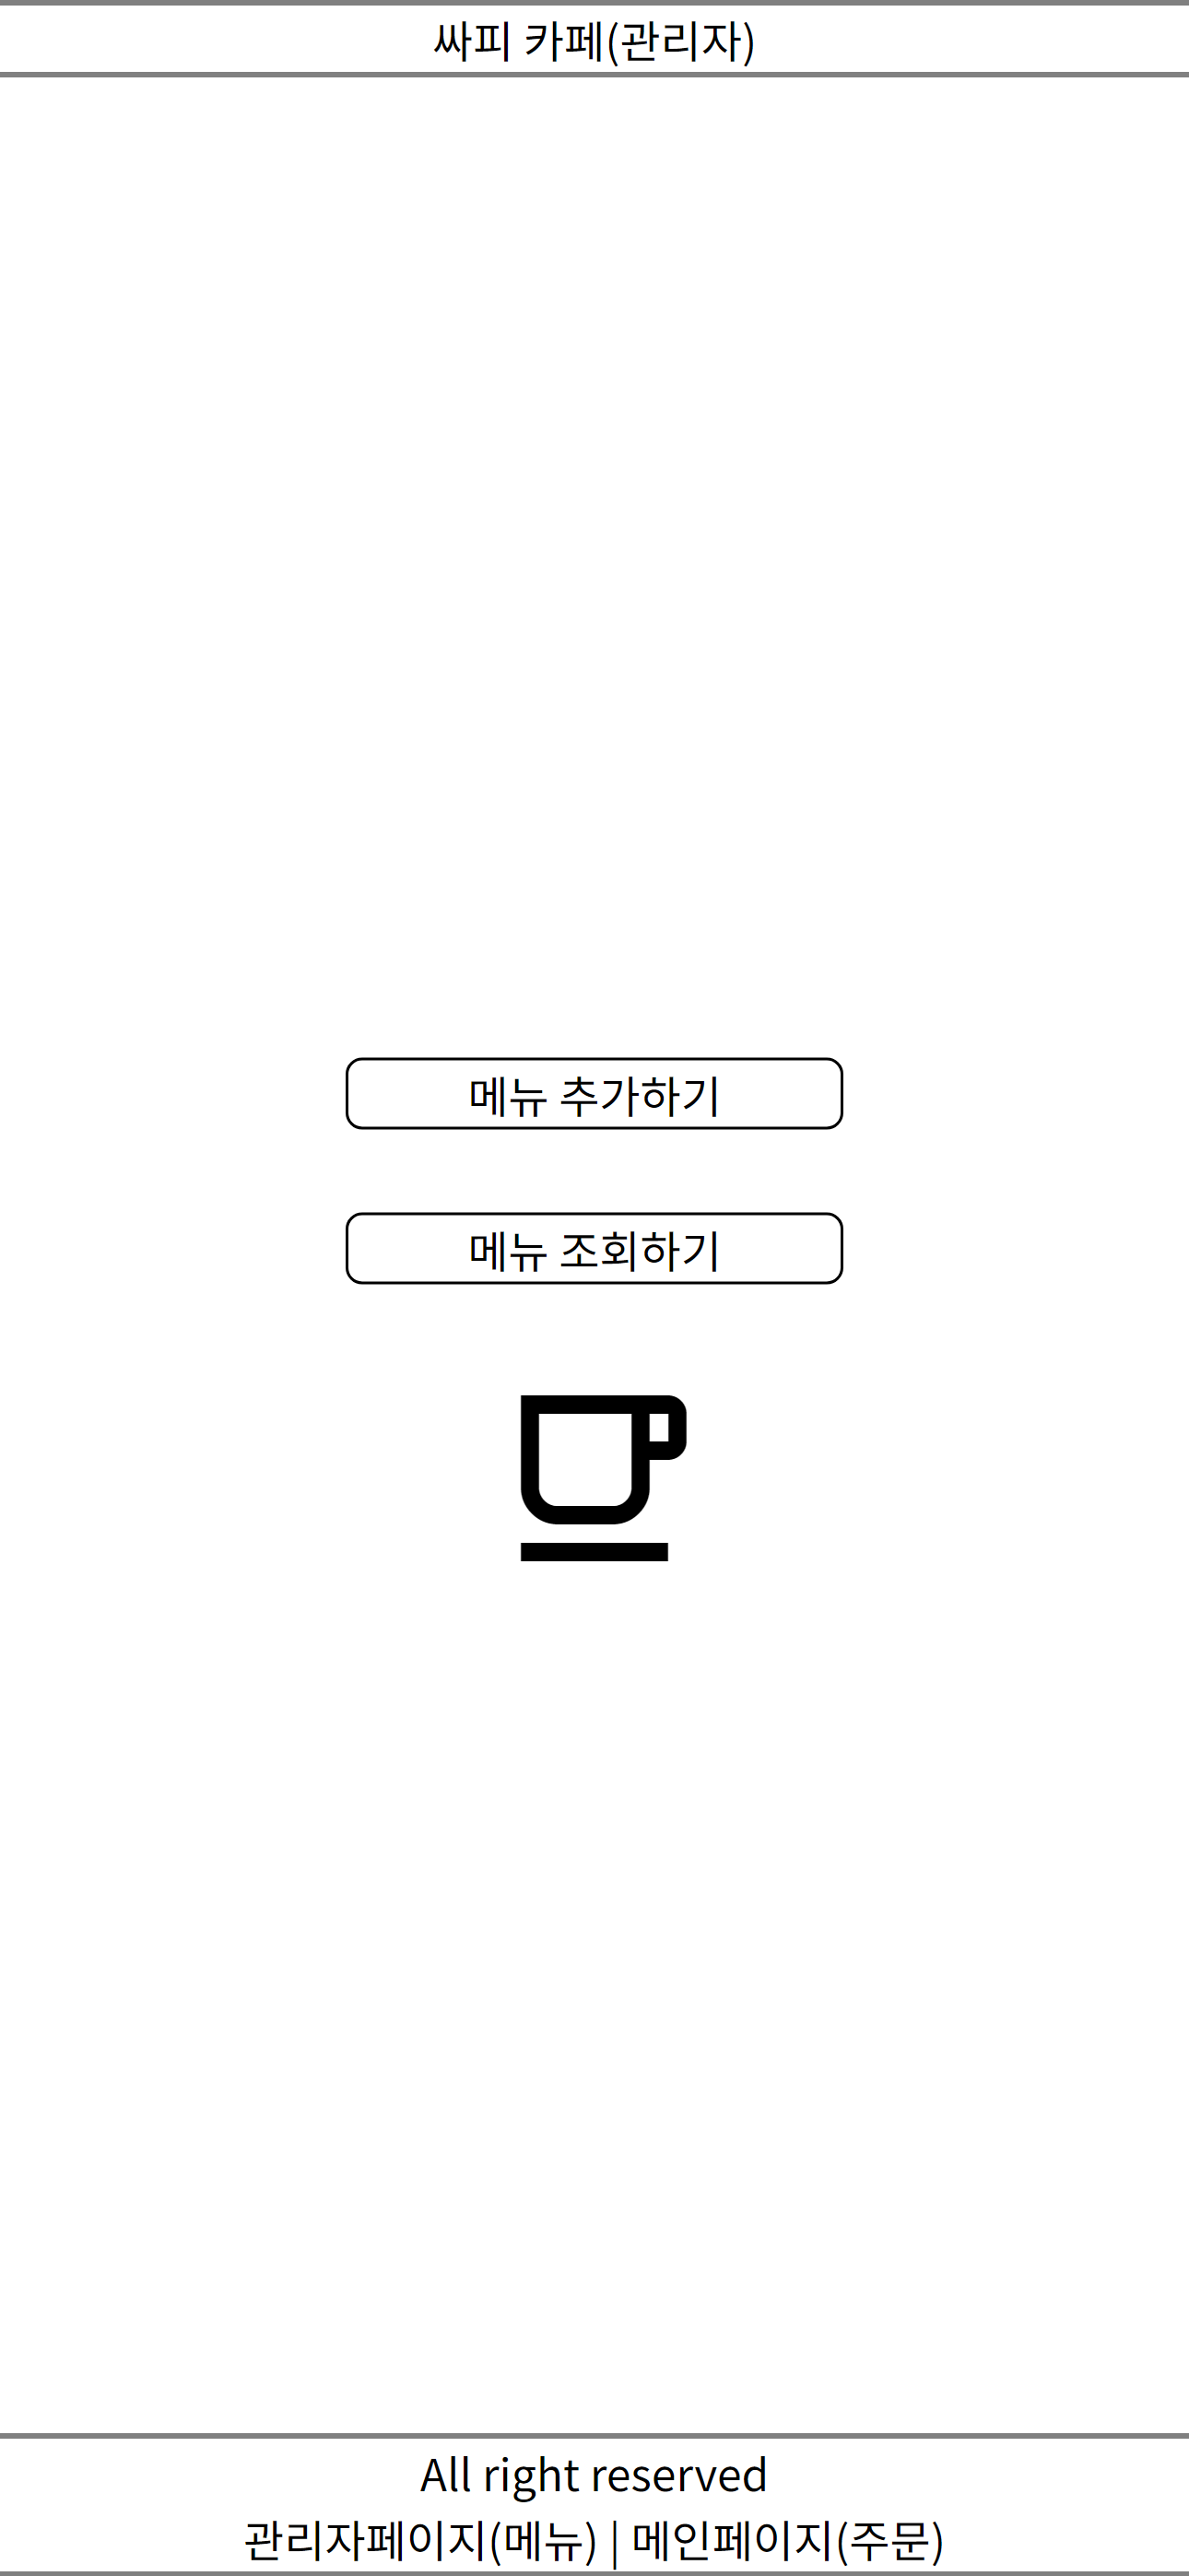 싸피 카페(관리자)
메뉴 추가하기
메뉴 조회하기
All right reserved
관리자페이지(메뉴) | 메인페이지(주문)